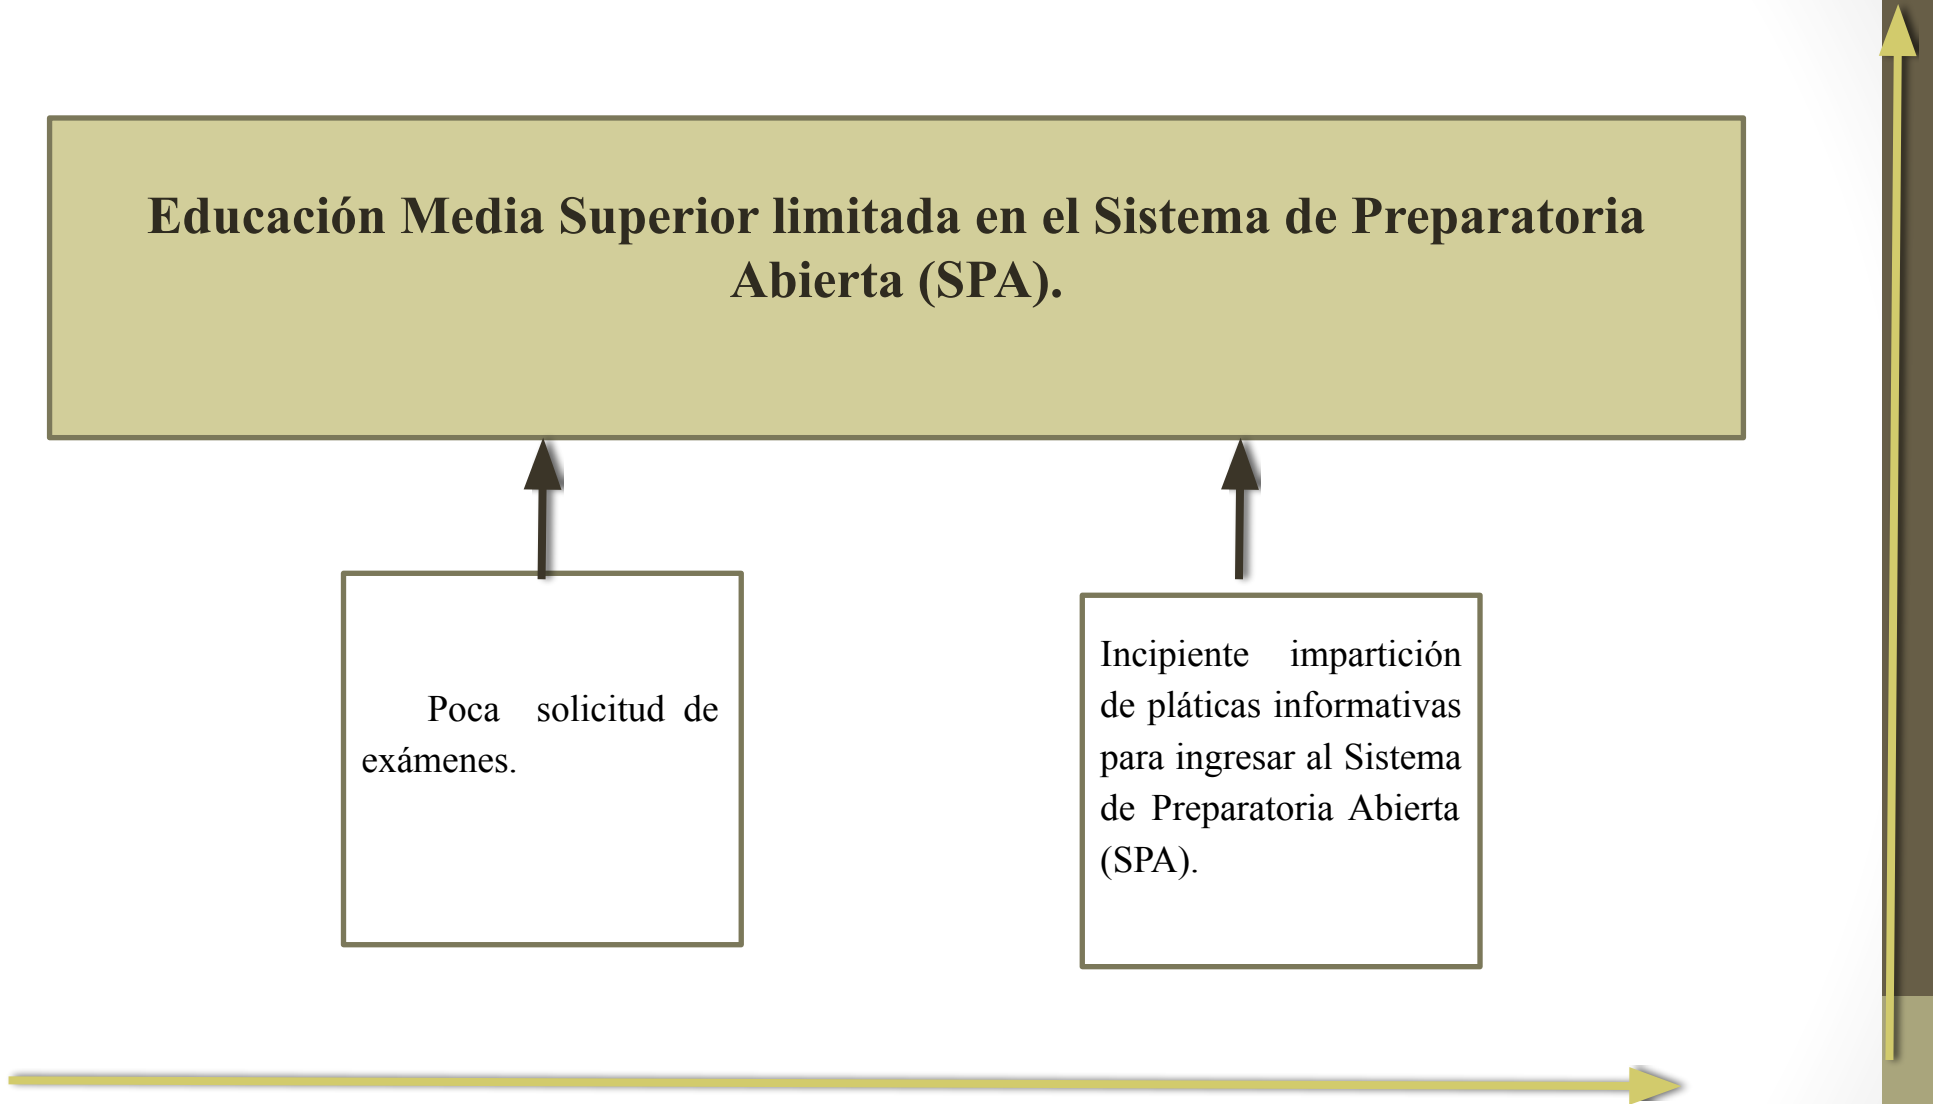 Educación Media Superior limitada en el Sistema de Preparatoria
Abierta (SPA).
Poca solicitud de
exámenes.
Incipiente impartición
de pláticas informativas
para ingresar al Sistema
de Preparatoria Abierta
(SPA).